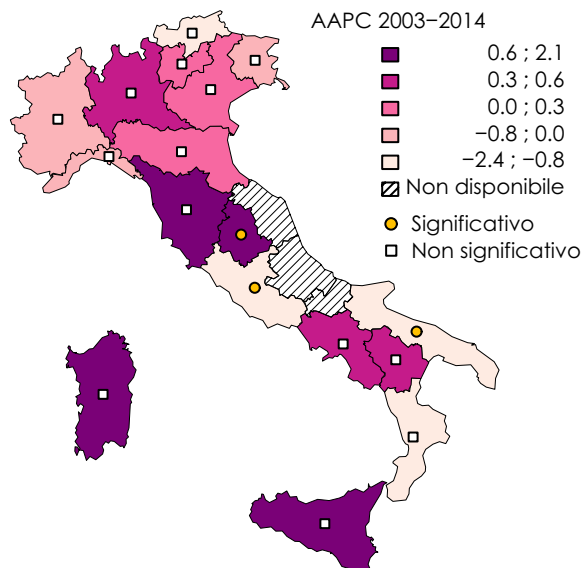 AAPC 2003−2014
0.6 ; 2.1
0.3 ; 0.6
0.0 ; 0.3
−0.8 ; 0.0
−2.4 ; −0.8
Non disponibile
Significativo
Non significativo